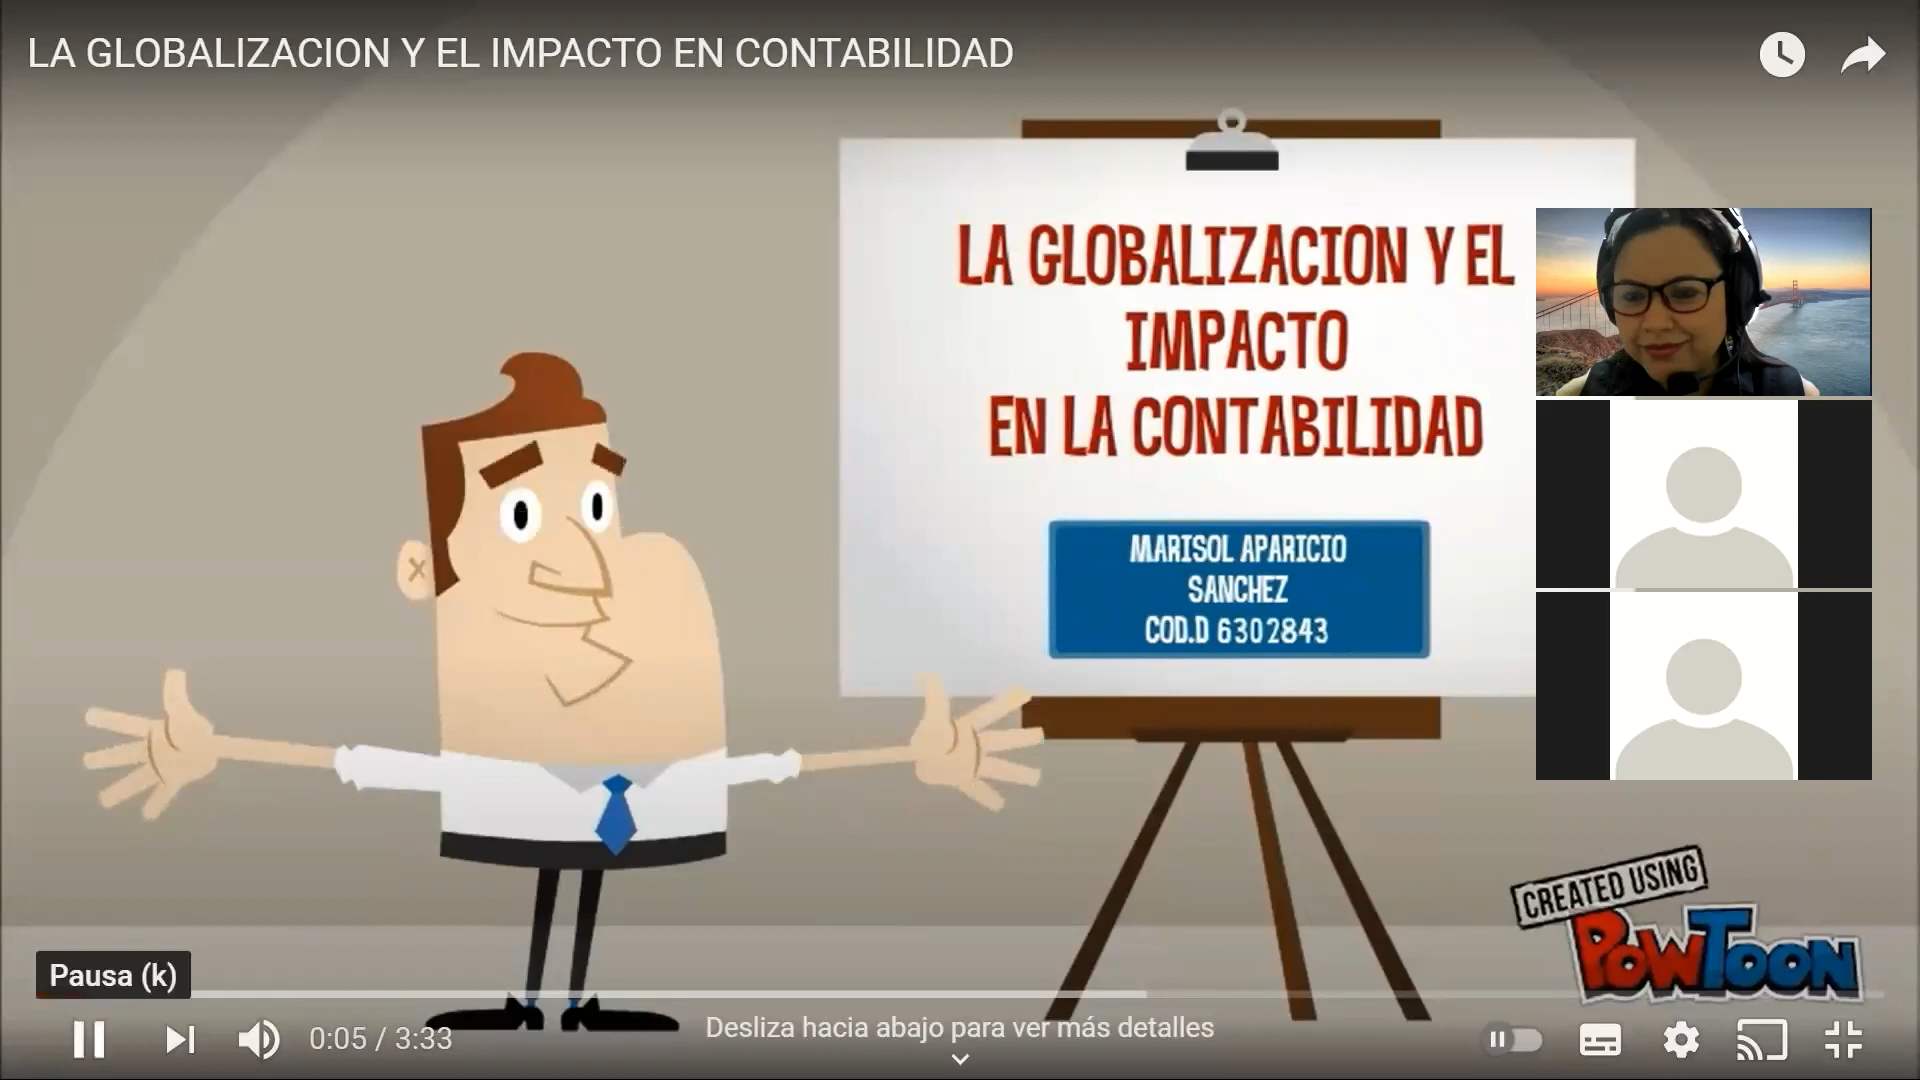 LA GLOBALIZACION Y EL IMPACTO EN CONTABILIDAD
LA GLOBALIZACION Y EL
IMPACTO
EN LA CONTABILIDAD
MARISOL APARICIO
SANCHEZ
COD.D 6302843
CREATED USING
POWTOON
Pausa (k)
0:05 / 3:33
Desliza hacia abajo para ver más detalles